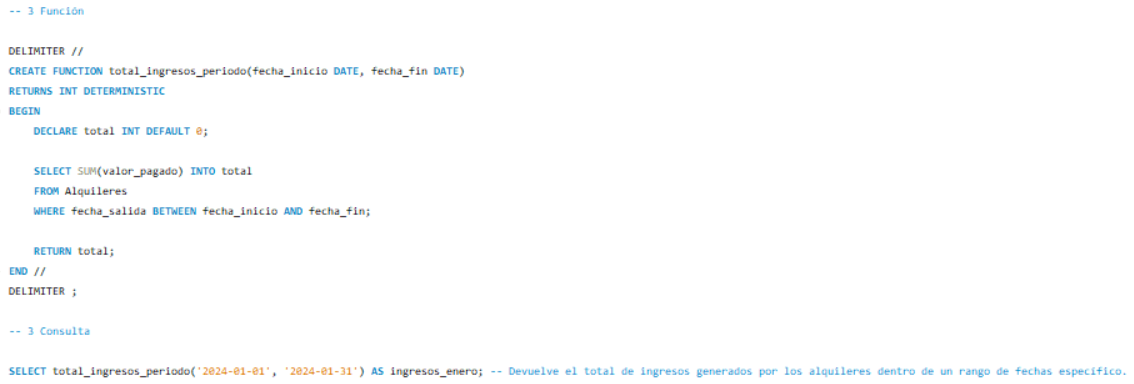 -- 3 Función
DELIMITER //
CREATE FUNCTION total_ingresos_periodo(fecha_inicio DATE, fecha_fin DATE)
RETURNS INT DETERMINISTIC
BEGIN
DECLARE total INT DEFAULT 0;
SELECT SUM(valor_pagado) INTO total
FROM Alquileres
WHERE fecha_salida BETWEEN fecha_inicio AND fecha_fin;
RETURN total;
END //
DELIMITER ;
-- 3 Consulta
SELECT total_ingresos_periodo('2024-01-01', '2024-01-31') AS ingresos_enero; -- Devuelve el total de ingresos generados por los alquileres dentro de un rango de fechas específico.